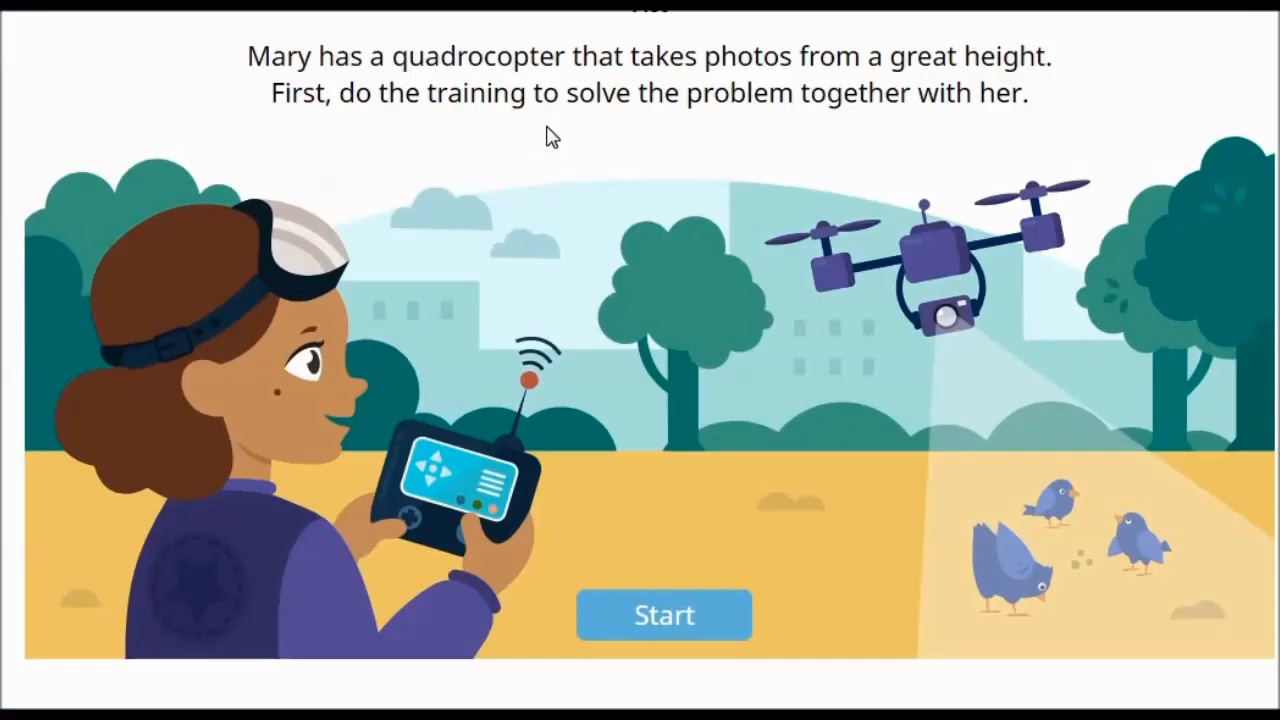 Mary has a quadrocopter that takes photos from a great height.
First, do the training to solve the problem together with her.
Start